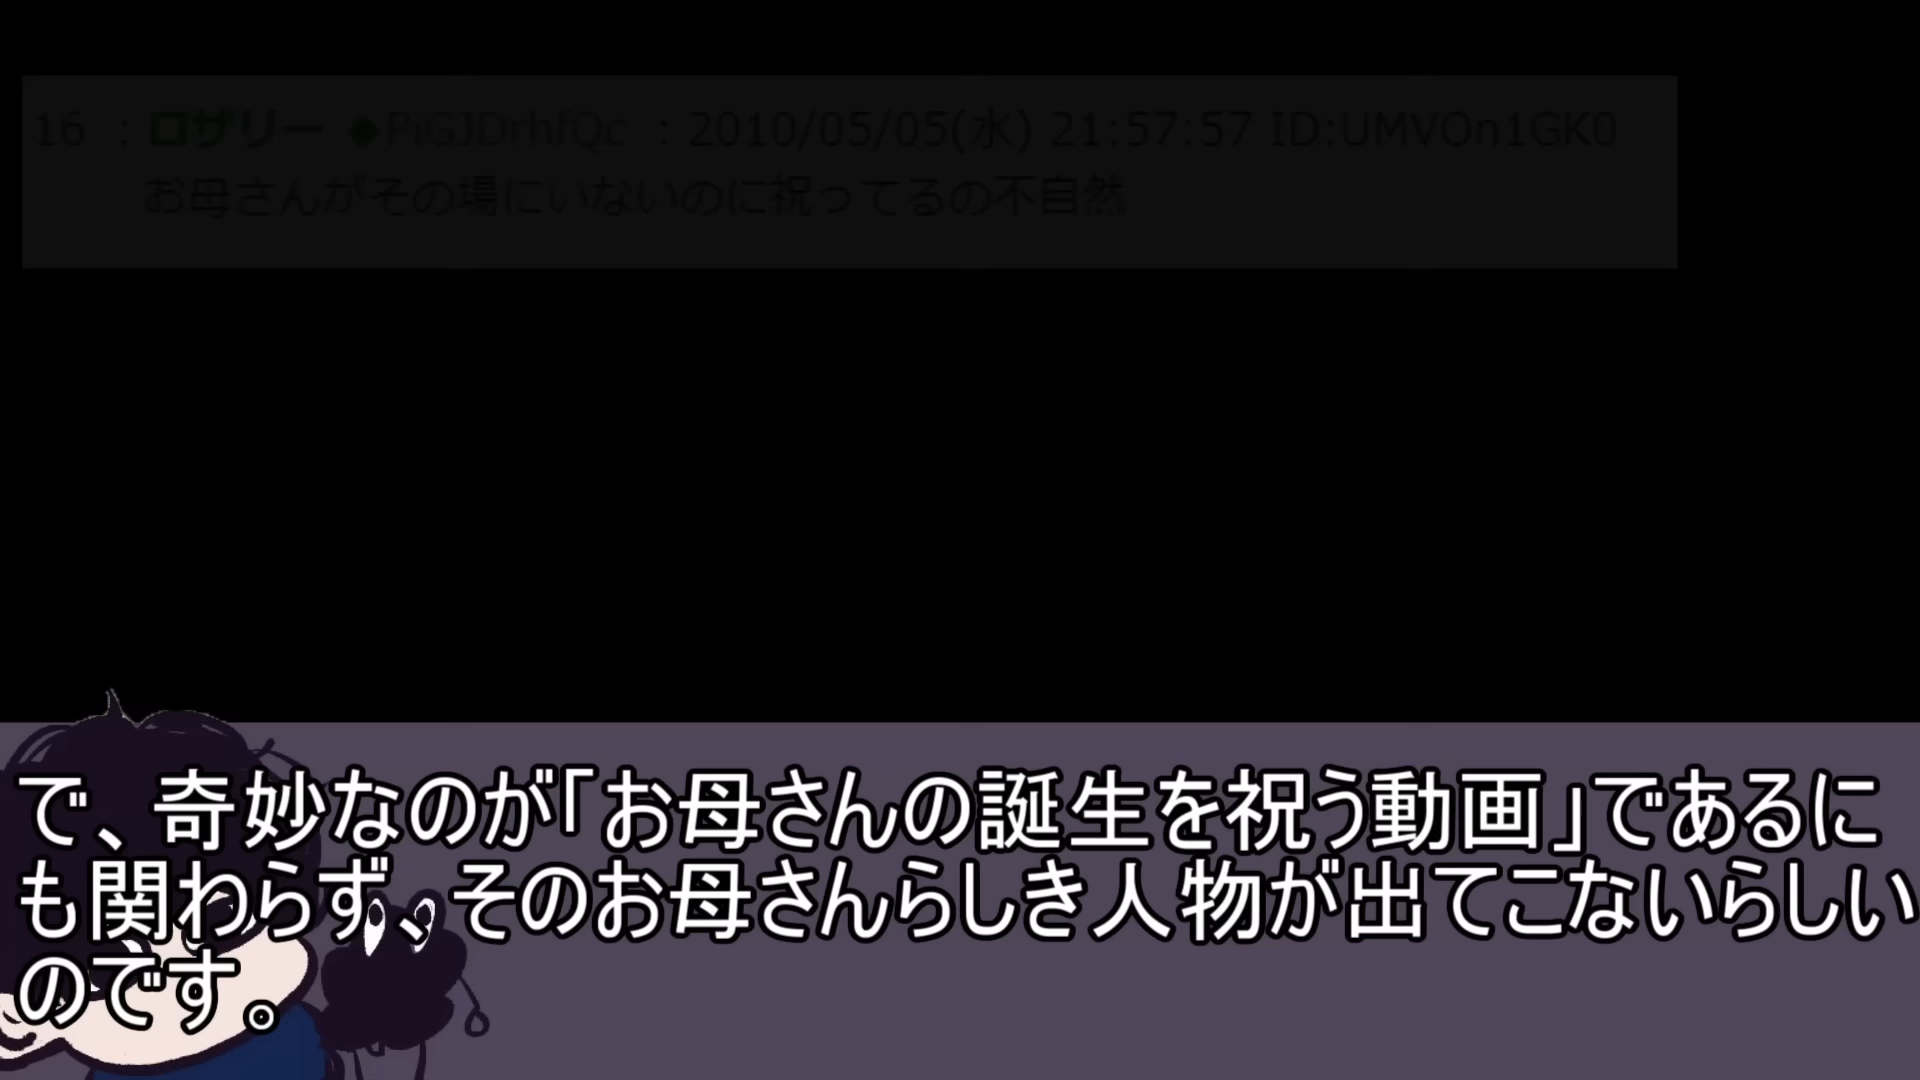 16 ：ロザリー ◆PiGJDrhfQc ：2010/05/05(水) 21:57:57 ID:UMVOn1GK0
お母さんがその場にいないのに祝ってるの不自然
で、奇妙なのが「お母さんの誕生を祝う動画」であるに
も関わらず、そのお母さんらしき人物が出てこないらしい
のです。